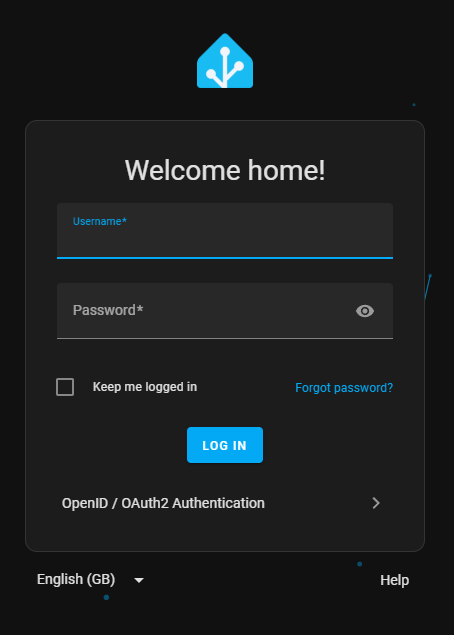 Welcome home!
Username*
Password*
Keep me logged in
Forgot password?
LOG IN
OpenID / OAuth2 Authentication
English (GB)
Help